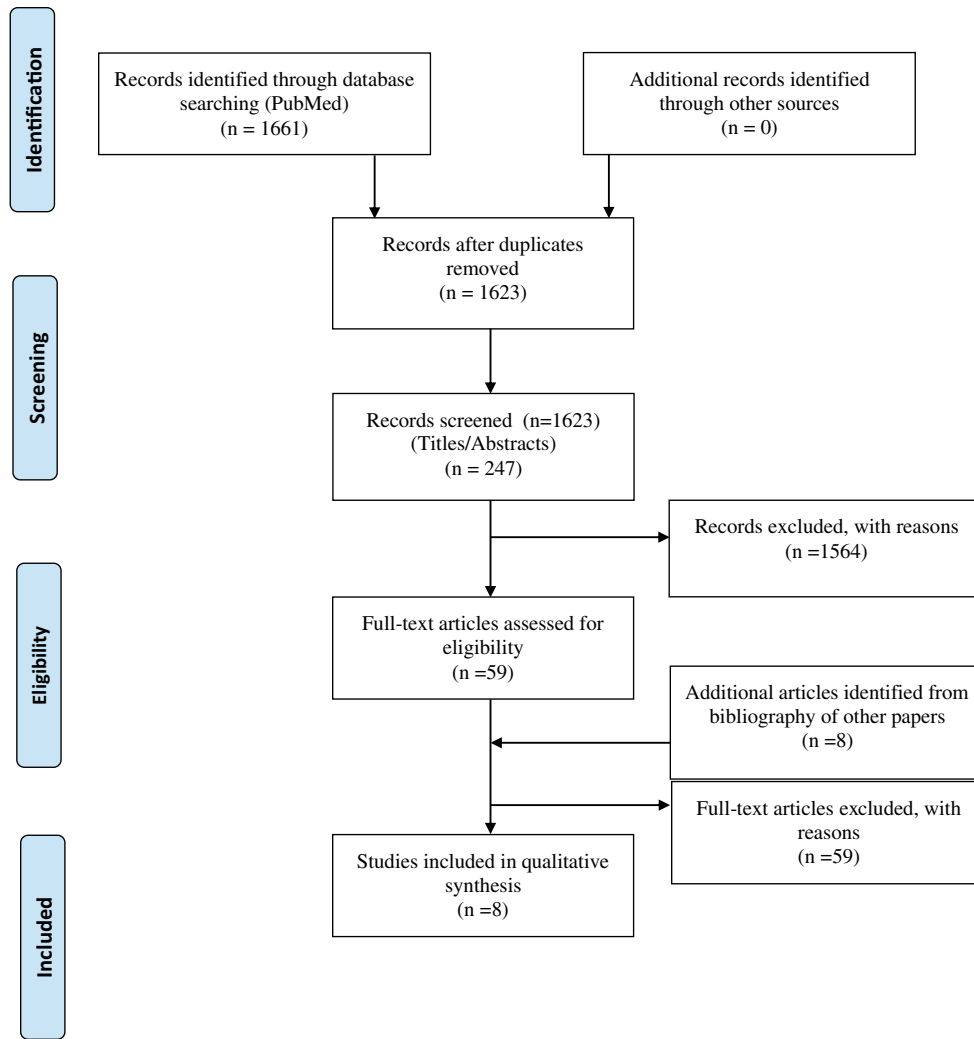 Identification
Records identified through database
searching (PubMed)
(n = 1661)
Additional records identified
through other sources
(n = 0)
Records after duplicates
removed
(n = 1623)
Screening
Records screened (n=1623)
(Titles/Abstracts)
(n = 247)
Records excluded, with reasons
(n =1564)
Eligibility
Full-text articles assessed for
eligibility
(n =59)
Additional articles identified from
bibliography of other papers
(n =8)
Full-text articles excluded, with
reasons
(n =59)
Included
Studies included in qualitative
synthesis
(n =8)